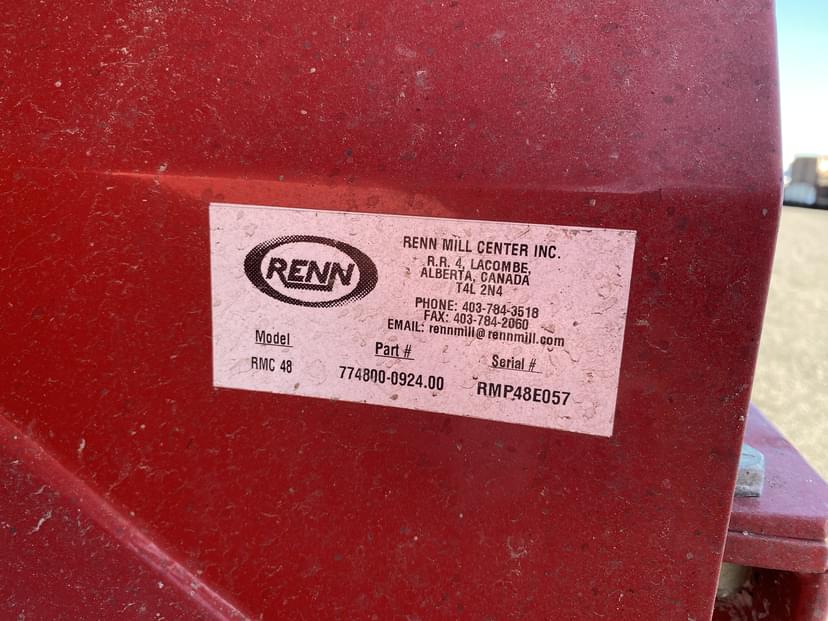 RENN
RENN MILL CENTER INC.
R.R. 4, LACOMBE,
ALBERTA, CANADA
T4L 2N4
PHONE: 403-784-3518
FAX: 403-784-2060
EMAIL: rennmill@rennmill.com
Model Part # Serial #
RMC 48 774800-0924.00 RMP48E057